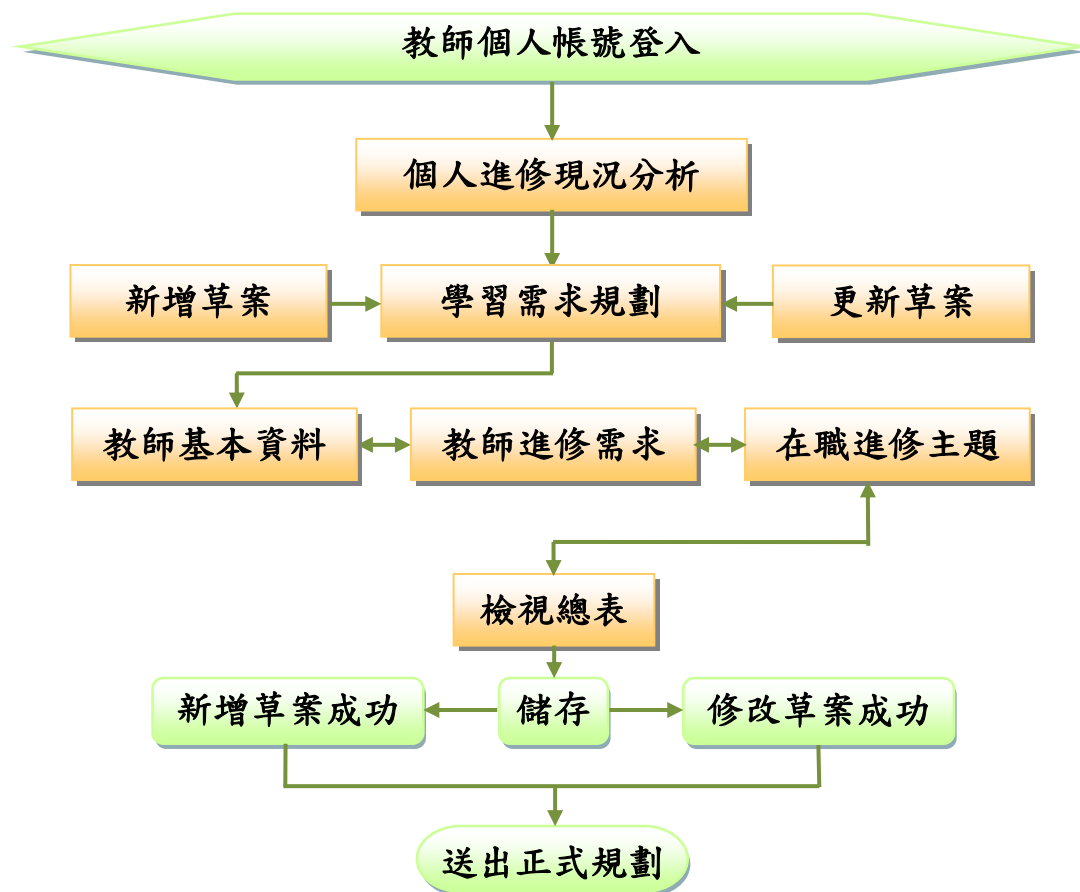 教師個人帳號登入
個人進修現況分析
新增草案
學習需求規劃
更新草案
教師基本資料
教師進修需求
在職進修主題
檢視總表
新增草案成功
儲存
修改草案成功
送出正式規劃